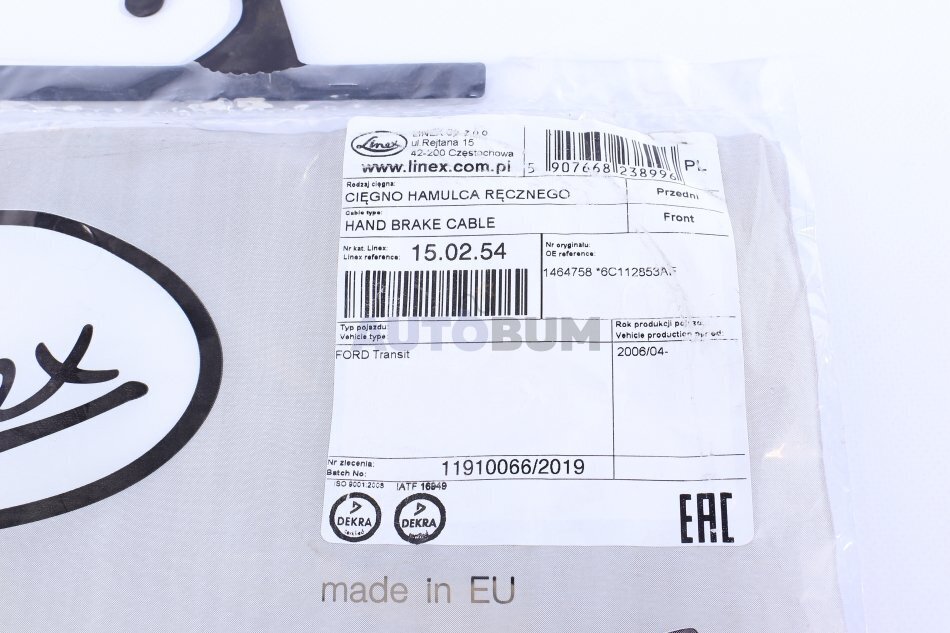 Linex
LINEX Sp. z o.o.
ul.Rejtana 15
42-200 Częstochowa
www.linex.com.pl
5 907668 238996
PL
Rodzaj cięgna:
CIĘGNO HAMULCA RĘCZNEGO
Przedni
Cable type:
HAND BRAKE CABLE
Front
Nr kat. Linex:
Linex reference:
15.02.54
Nr oryginału:
OE reference:
1464758 *6C112853AF
AUTOBUM
Typ pojazdu:
Vehicle type:
Rok produkcji pojazdu:
Vehicle production period:
FORD Transit
2006/04-
Nr zlecenia:
Batch No:
11910066/2019
ISO 9001:2008
IATF 16949
DEKRA
DEKRA
EAC
made in EU